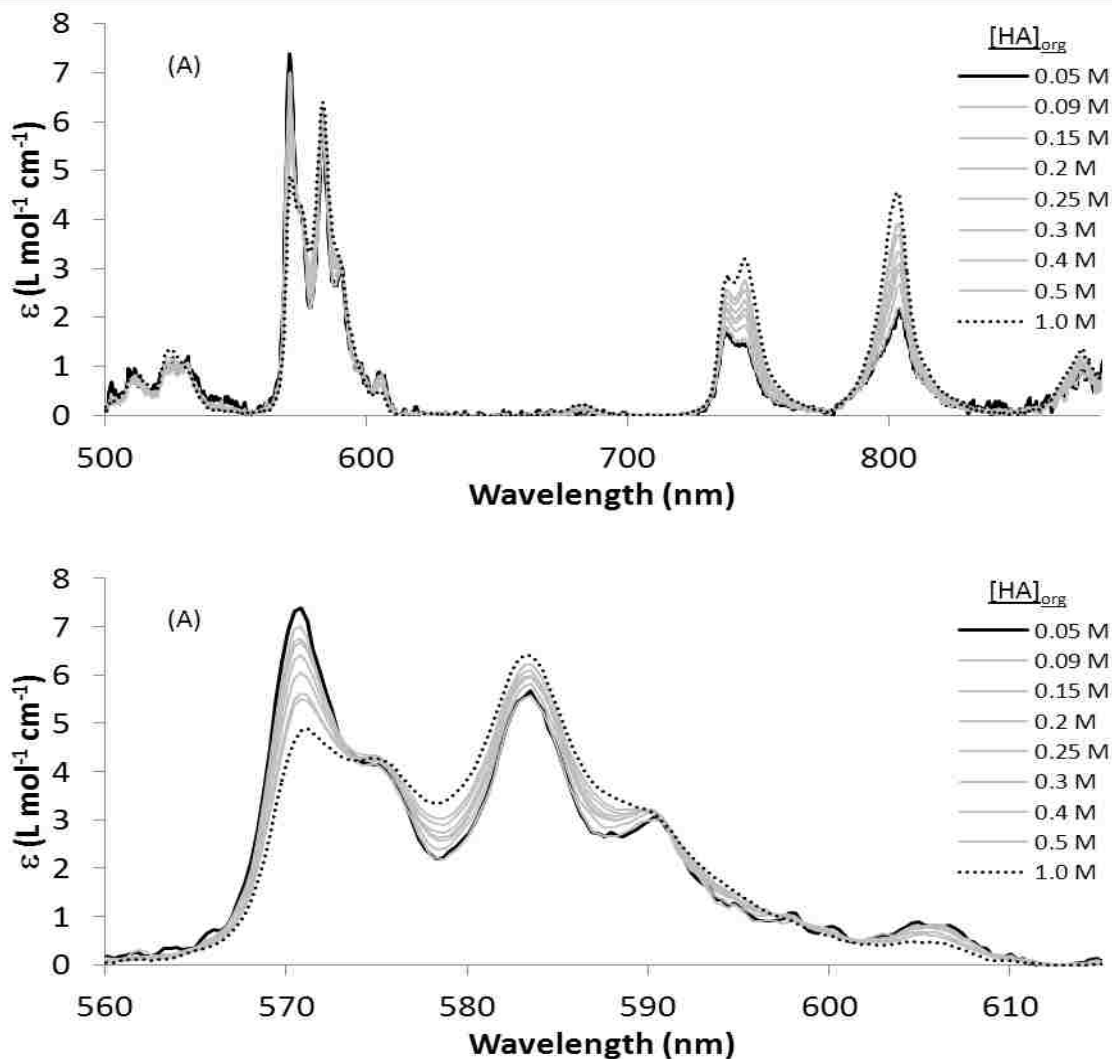 8
7
6
5
4
3
2
1
0
ε (L mol⁻¹ cm⁻¹)
(A)
[HA]org
0.05 M
0.09 M
0.15 M
0.2 M
0.25 M
0.3 M
0.4 M
0.5 M
1.0 M
500 600 700 800
Wavelength (nm)
8
7
6
5
4
3
2
1
0
ε (L mol⁻¹ cm⁻¹)
(A)
[HA]org
0.05 M
0.09 M
0.15 M
0.2 M
0.25 M
0.3 M
0.4 M
0.5 M
1.0 M
560 570 580 590 600 610
Wavelength (nm)